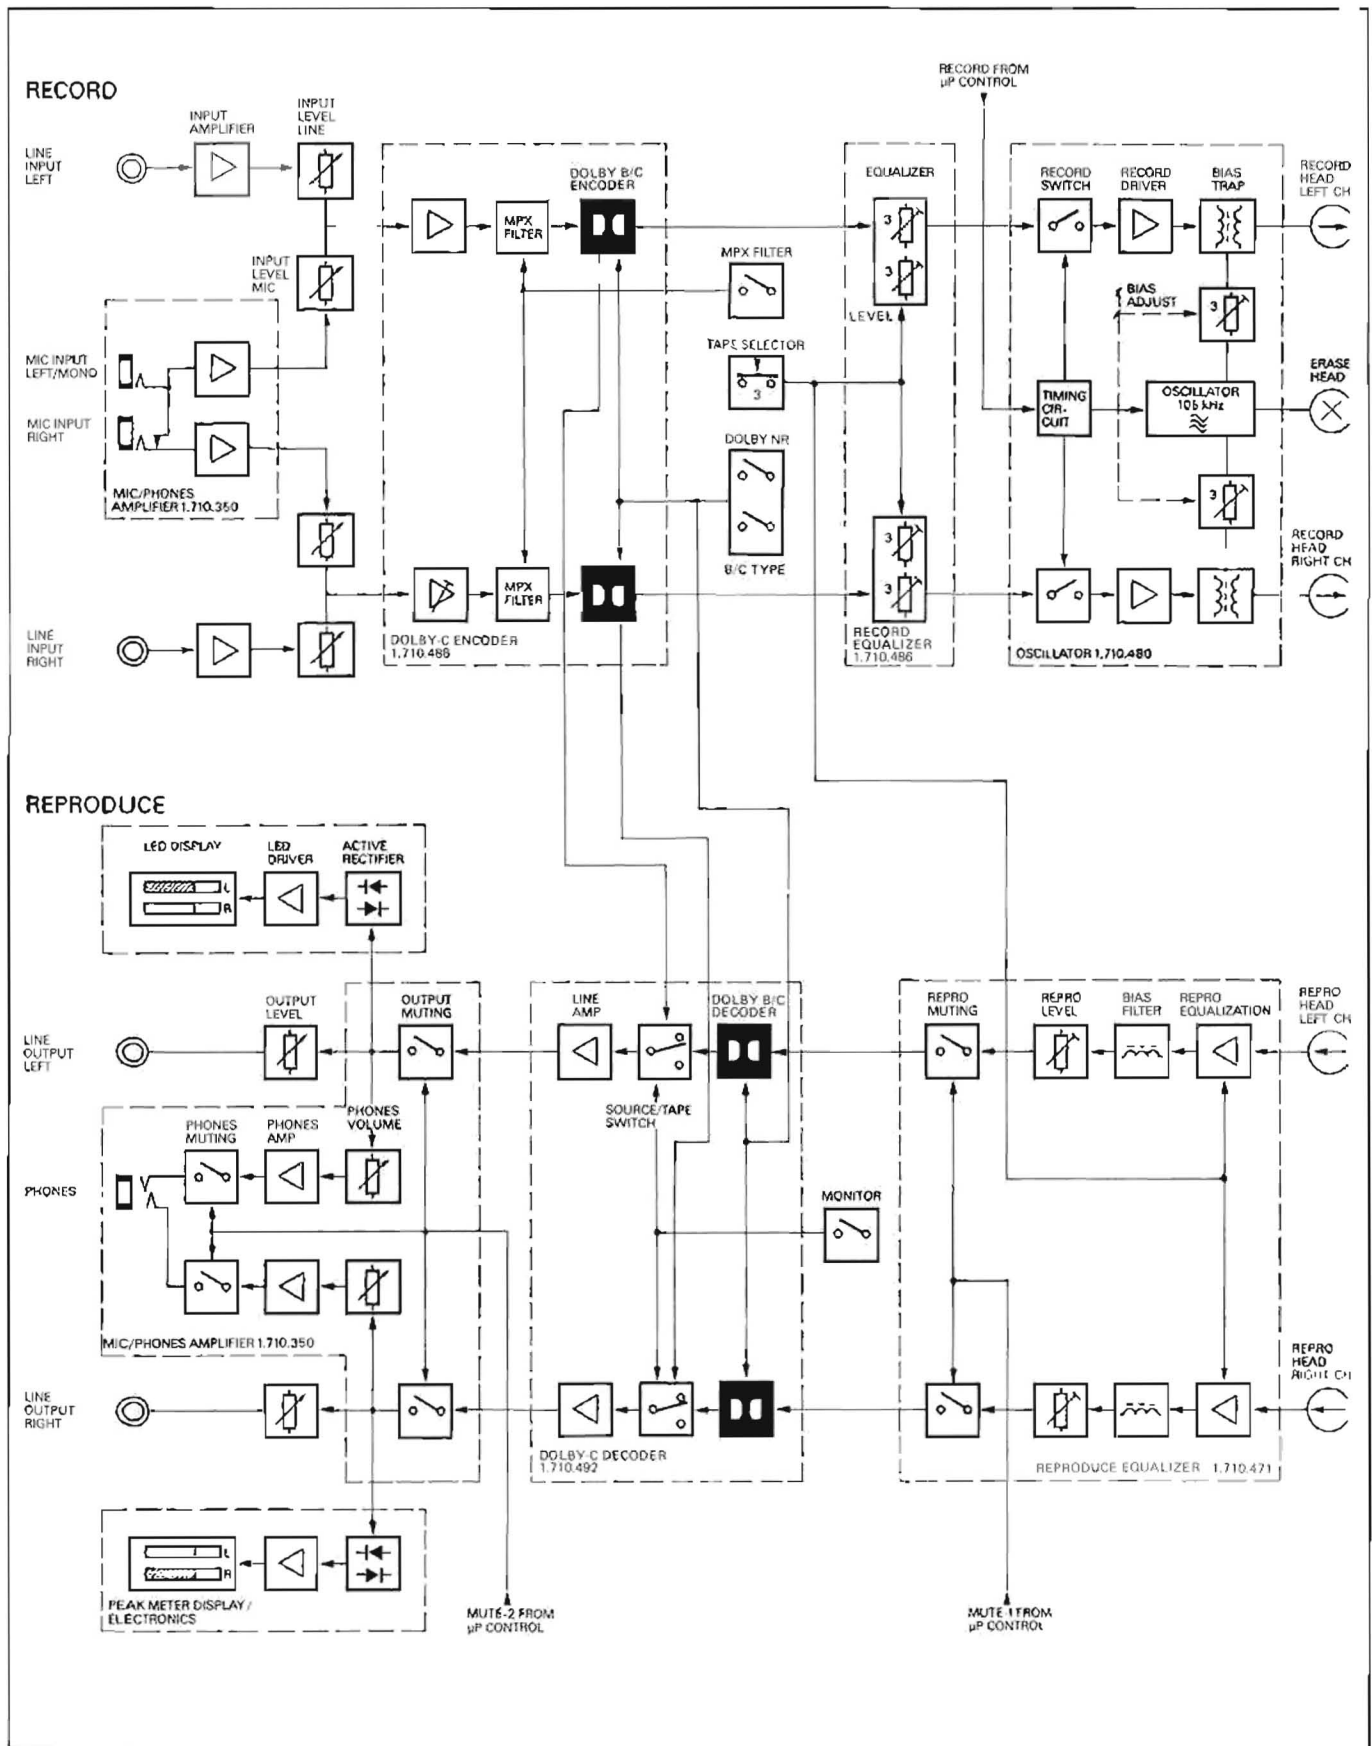 RECORD
RECORD FROM
µP CONTROL
INPUT
LEVEL
LINE
INPUT
AMPLIFIER
LINE
INPUT
LEFT
DOLBY B/C
ENCODER
EQUALIZER
RECORD
SWITCH
RECORD
DRIVER
BIAS
TRAP
RECORD
HEAD
LEFT CH
MPX
FILTER
3
3
MPX FILTER
INPUT
LEVEL
MIC
LEVEL
BIAS
ADJUST
3
TAPE SELECTOR
3
MIC INPUT
LEFT/MONO
ERASE
HEAD
TIMING
CIR-
CUIT
OSCILLATOR
MIC INPUT
RIGHT
DOLBY NR
3
MIC/PHONES
AMPLIFIER 1.710.350
B/C TYPE
3
3
RECORD
HEAD
RIGHT CH
MPX
FILTER
LINE
INPUT
RIGHT
DOLBY-C ENCODER
1.710.488
RECORD
EQUALIZER
1.710.486
OSCILLATOR 1.710.480
REPRODUCE
LED DISPLAY
LED
DRIVER
ACTIVE
RECTIFIER
L
R
OUTPUT
LEVEL
OUTPUT
MUTING
LINE
AMP
DOLBY B/C
DECODER
REPRO
MUTING
REPRO
LEVEL
BIAS
FILTER
REPRO
EQUALIZATION
REPRO
HEAD
LEFT CH
LINE
OUTPUT
LEFT
SOURCE/TAPE
SWITCH
PHONES
MUTING
PHONES
AMP
PHONES
VOLUME
PHONES
MONITOR
MIC/PHONES AMPLIFIER 1.710.350
REPRO
HEAD
RIGHT CH
LINE
OUTPUT
RIGHT
DOLBY-C DECODER
1.710.492
REPRODUCE EQUALIZER 1.710.471
L
R
PEAK METER DISPLAY/
ELECTRONICS
MUTE-2 FROM
µP CONTROL
MUTE-1 FROM
µP CONTROL